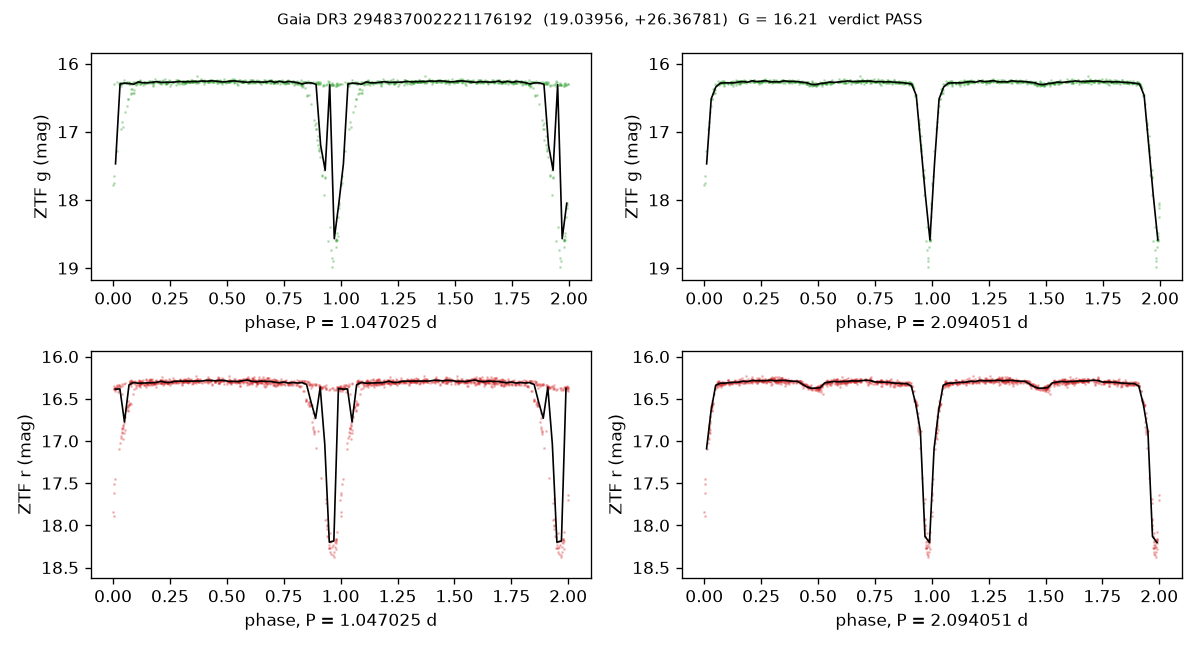 Gaia DR3 294837002221176192  (19.03956, +26.36781)  G = 16.21  verdict PASS
ZTF g (mag)
16
17
18
19
0.00 0.25 0.50 0.75 1.00 1.25 1.50 1.75 2.00
phase, P = 1.047025 d
ZTF g (mag)
16
17
18
19
0.00 0.25 0.50 0.75 1.00 1.25 1.50 1.75 2.00
phase, P = 2.094051 d
ZTF r (mag)
16.0
16.5
17.0
17.5
18.0
18.5
0.00 0.25 0.50 0.75 1.00 1.25 1.50 1.75 2.00
phase, P = 1.047025 d
ZTF r (mag)
16.0
16.5
17.0
17.5
18.0
18.5
0.00 0.25 0.50 0.75 1.00 1.25 1.50 1.75 2.00
phase, P = 2.094051 d